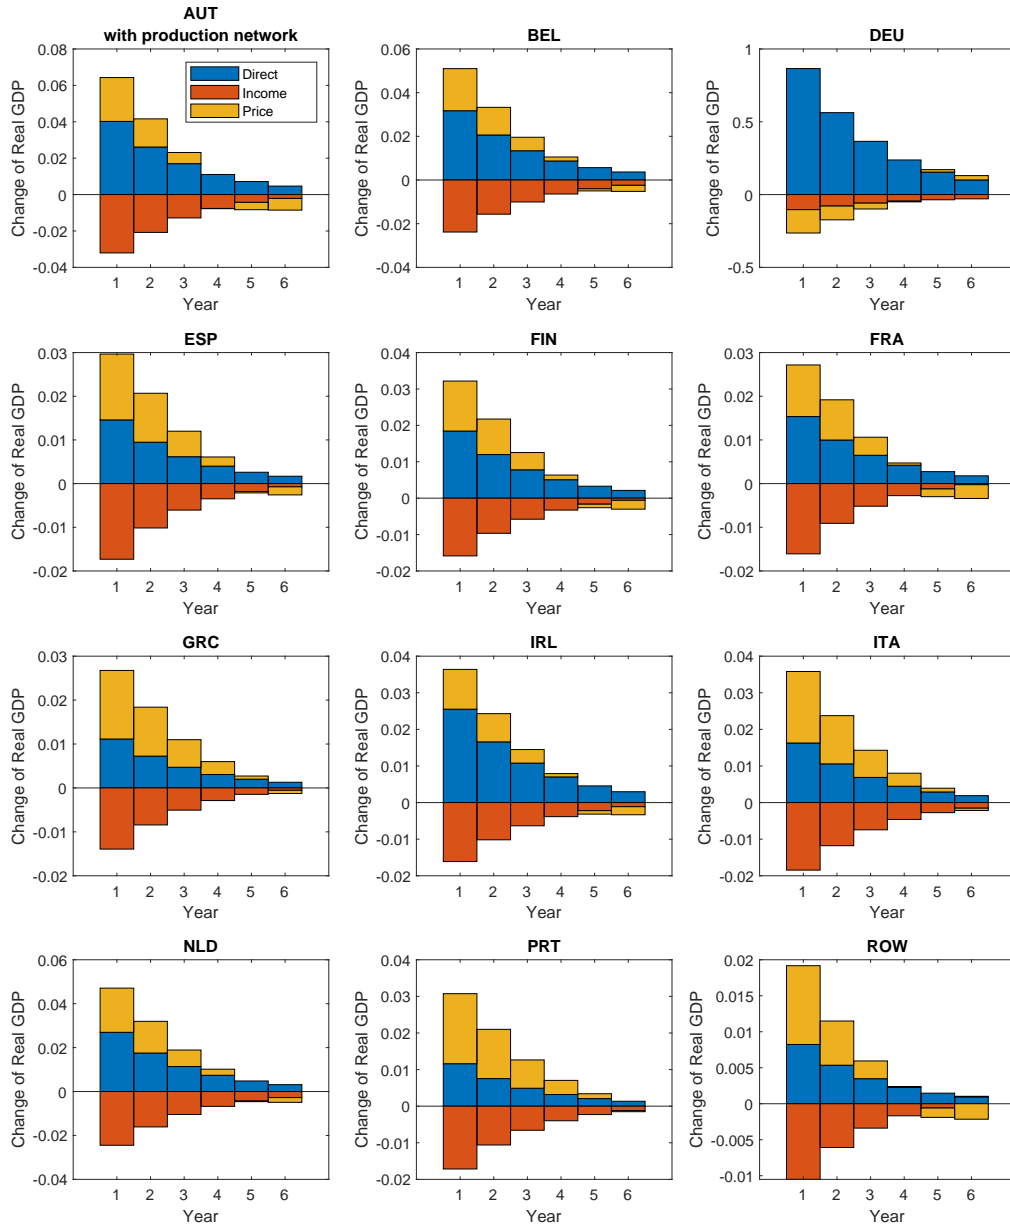 AUT
with production network
BEL
DEU
0.08
0.06
0.04
0.02
0
-0.02
-0.04
Change of Real GDP
Direct
Income
Price
1 2 3 4 5 6
Year
0.06
0.04
0.02
0
-0.02
-0.04
Change of Real GDP
1 2 3 4 5 6
Year
1
0.5
0
-0.5
Change of Real GDP
1 2 3 4 5 6
Year
ESP
FIN
FRA
0.03
0.02
0.01
0
-0.01
-0.02
Change of Real GDP
1 2 3 4 5 6
Year
0.04
0.03
0.02
0.01
0
-0.01
-0.02
Change of Real GDP
1 2 3 4 5 6
Year
0.03
0.02
0.01
0
-0.01
-0.02
Change of Real GDP
1 2 3 4 5 6
Year
GRC
IRL
ITA
0.03
0.02
0.01
0
-0.01
-0.02
Change of Real GDP
1 2 3 4 5 6
Year
0.04
0.03
0.02
0.01
0
-0.01
-0.02
Change of Real GDP
1 2 3 4 5 6
Year
0.04
0.03
0.02
0.01
0
-0.01
-0.02
Change of Real GDP
1 2 3 4 5 6
Year
NLD
PRT
ROW
0.06
0.04
0.02
0
-0.02
-0.04
Change of Real GDP
1 2 3 4 5 6
Year
0.04
0.03
0.02
0.01
0
-0.01
-0.02
Change of Real GDP
1 2 3 4 5 6
Year
0.02
0.015
0.01
0.005
0
-0.005
-0.01
Change of Real GDP
1 2 3 4 5 6
Year